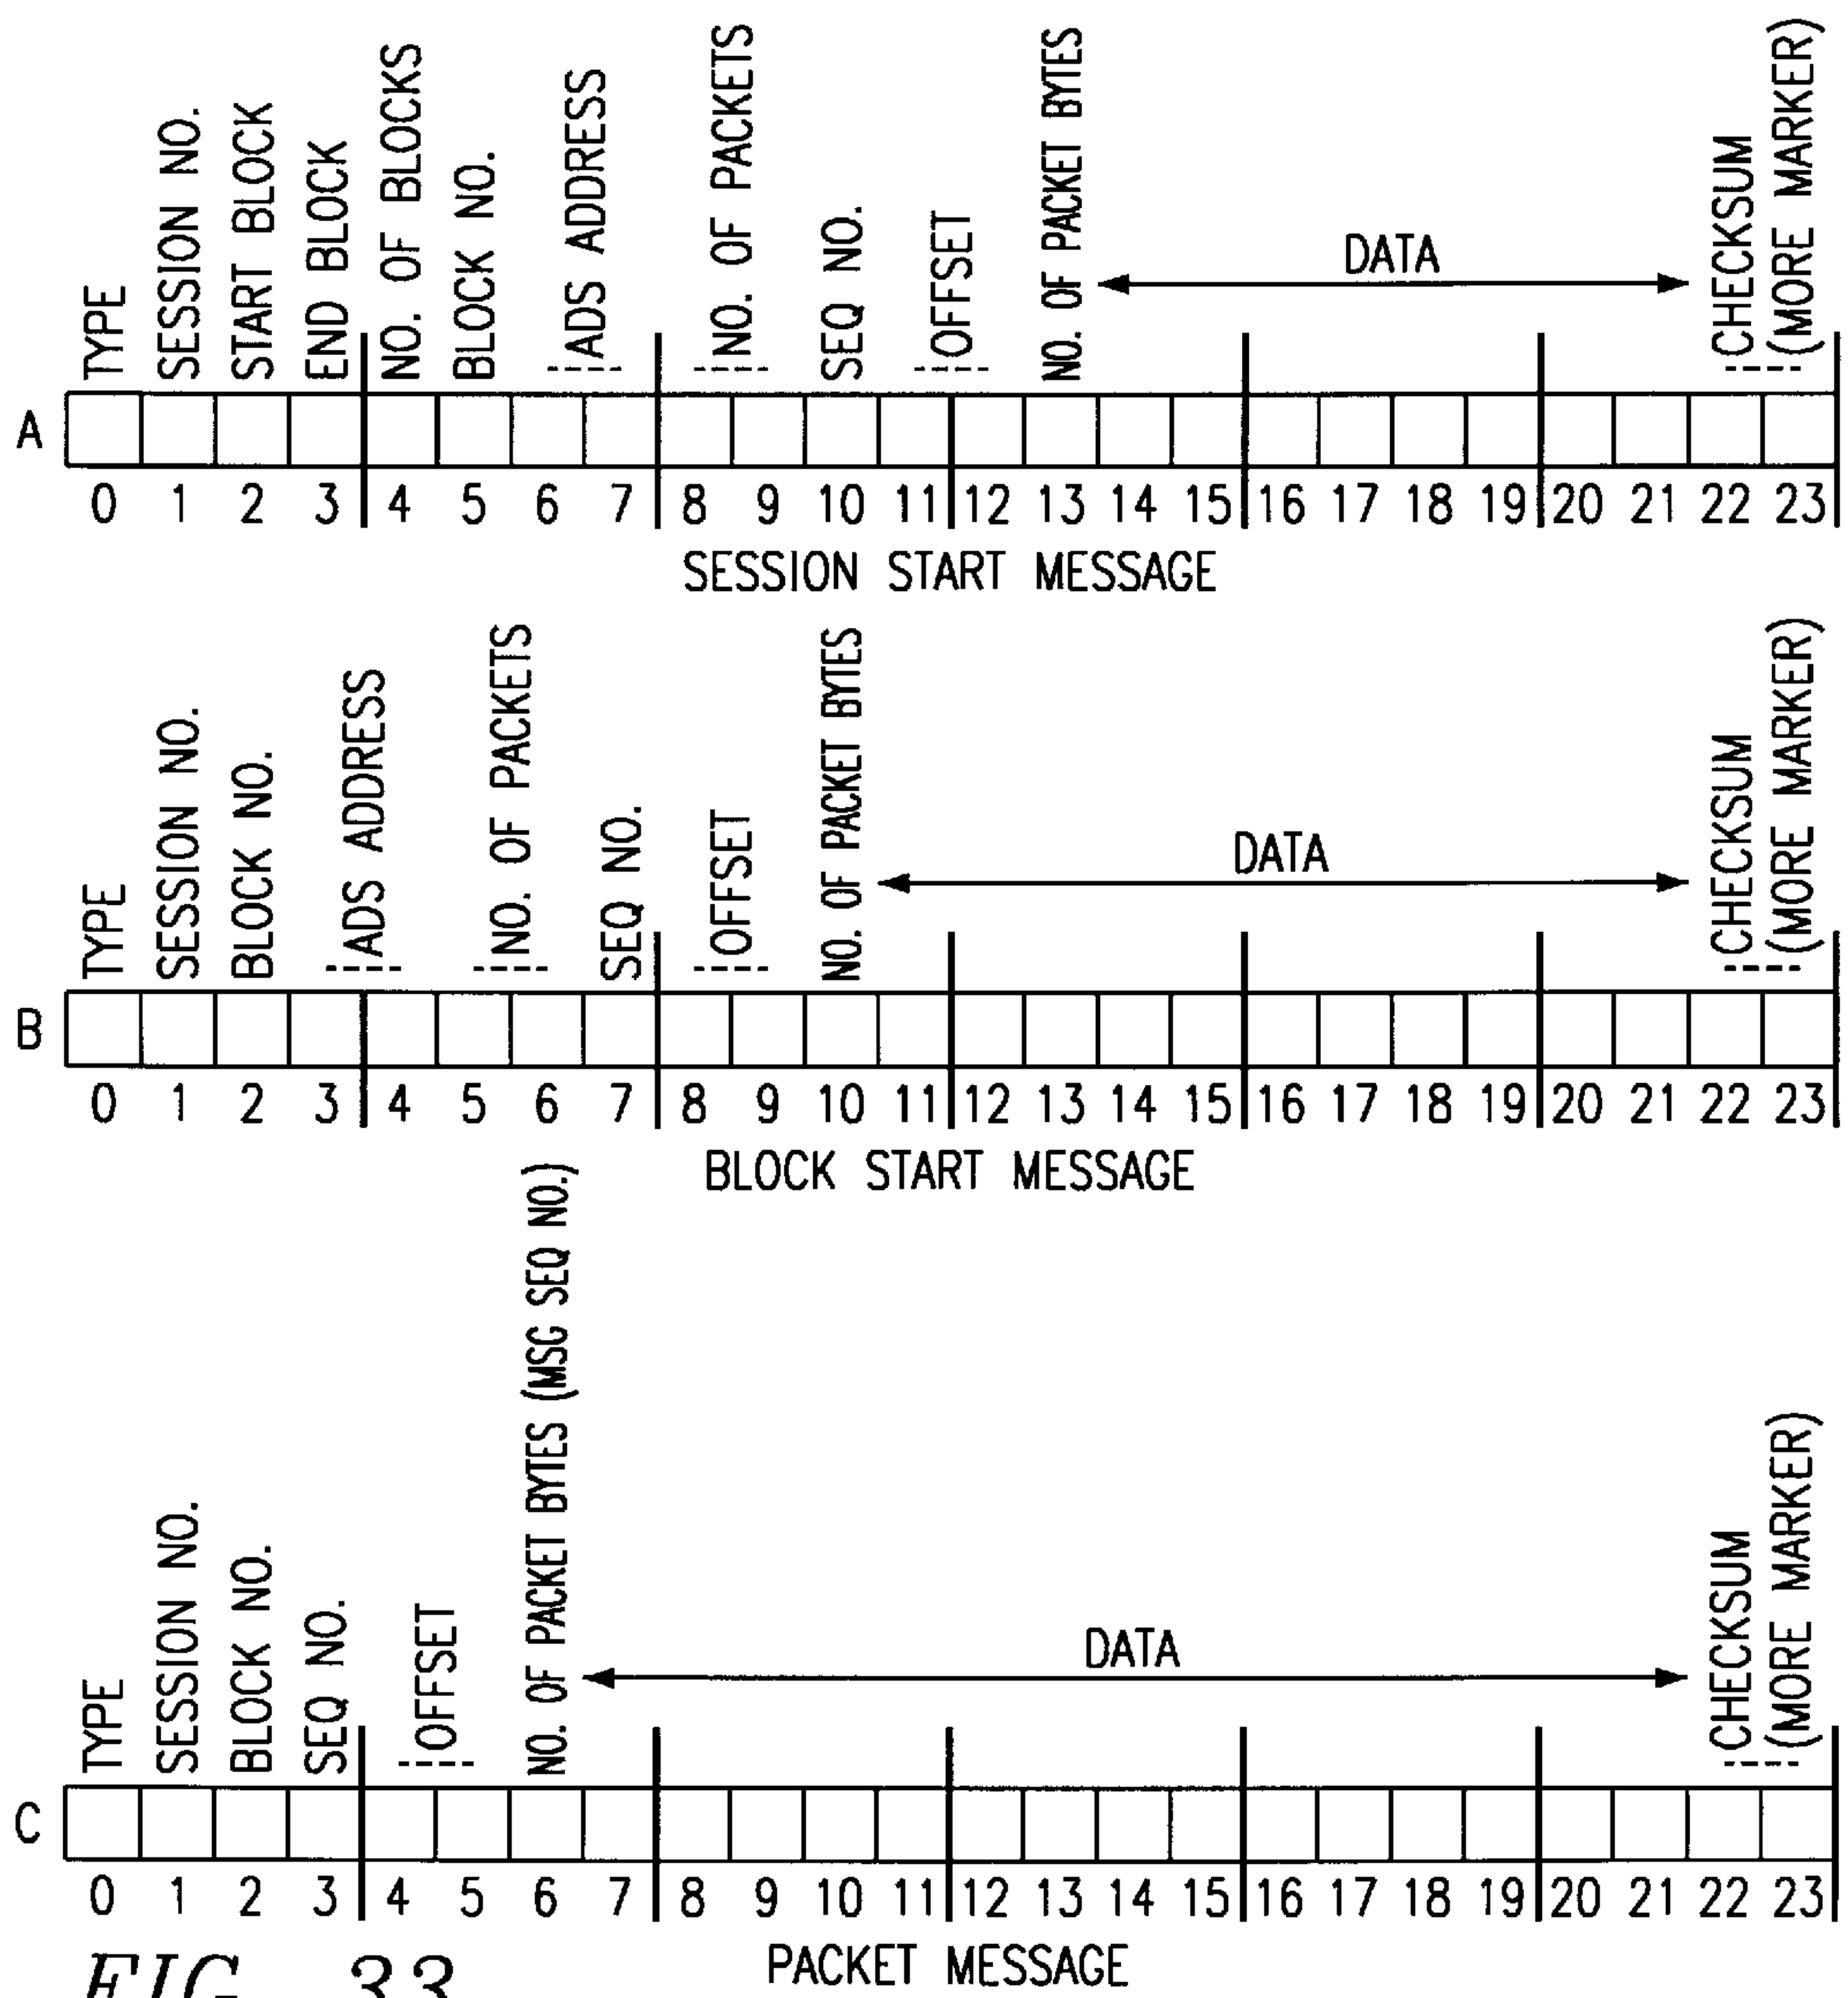 TYPE
SESSION NO.
START BLOCK
END BLOCK
NO. OF BLOCKS
BLOCK NO.
ADS ADDRESS
NO. OF PACKETS
SEQ NO.
OFFSET
NO. OF PACKET BYTES
DATA
CHECKSUM
(MORE MARKER)
A
0 1 2 3 4 5 6 7 8 9 10 11 12 13 14 15 16 17 18 19 20 21 22 23
SESSION START MESSAGE
TYPE
SESSION NO.
BLOCK NO.
ADS ADDRESS
NO. OF PACKETS
SEQ NO.
OFFSET
NO. OF PACKET BYTES
DATA
CHECKSUM
(MORE MARKER)
B
0 1 2 3 4 5 6 7 8 9 10 11 12 13 14 15 16 17 18 19 20 21 22 23
BLOCK START MESSAGE
TYPE
SESSION NO.
BLOCK NO.
SEQ NO.
OFFSET
NO. OF PACKET BYTES (MSG SEQ NO.)
DATA
CHECKSUM
(MORE MARKER)
C
0 1 2 3 4 5 6 7 8 9 10 11 12 13 14 15 16 17 18 19 20 21 22 23
PACKET MESSAGE
FIG. 33